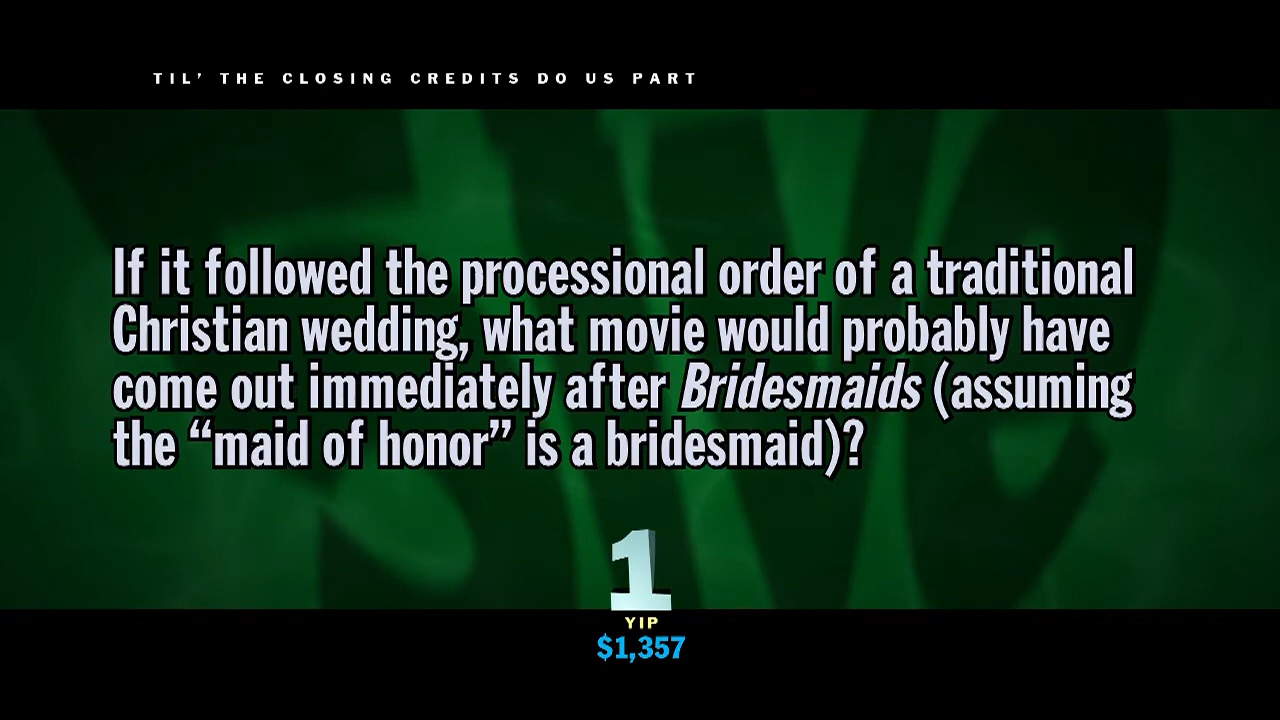 TIL' THE CLOSING CREDITS DO US PART
If it followed the processional order of a traditional
Christian wedding, what movie would probably have
come out immediately after Bridesmaids (assuming
the “maid of honor” is a bridesmaid)?
1
YIP
$1,357